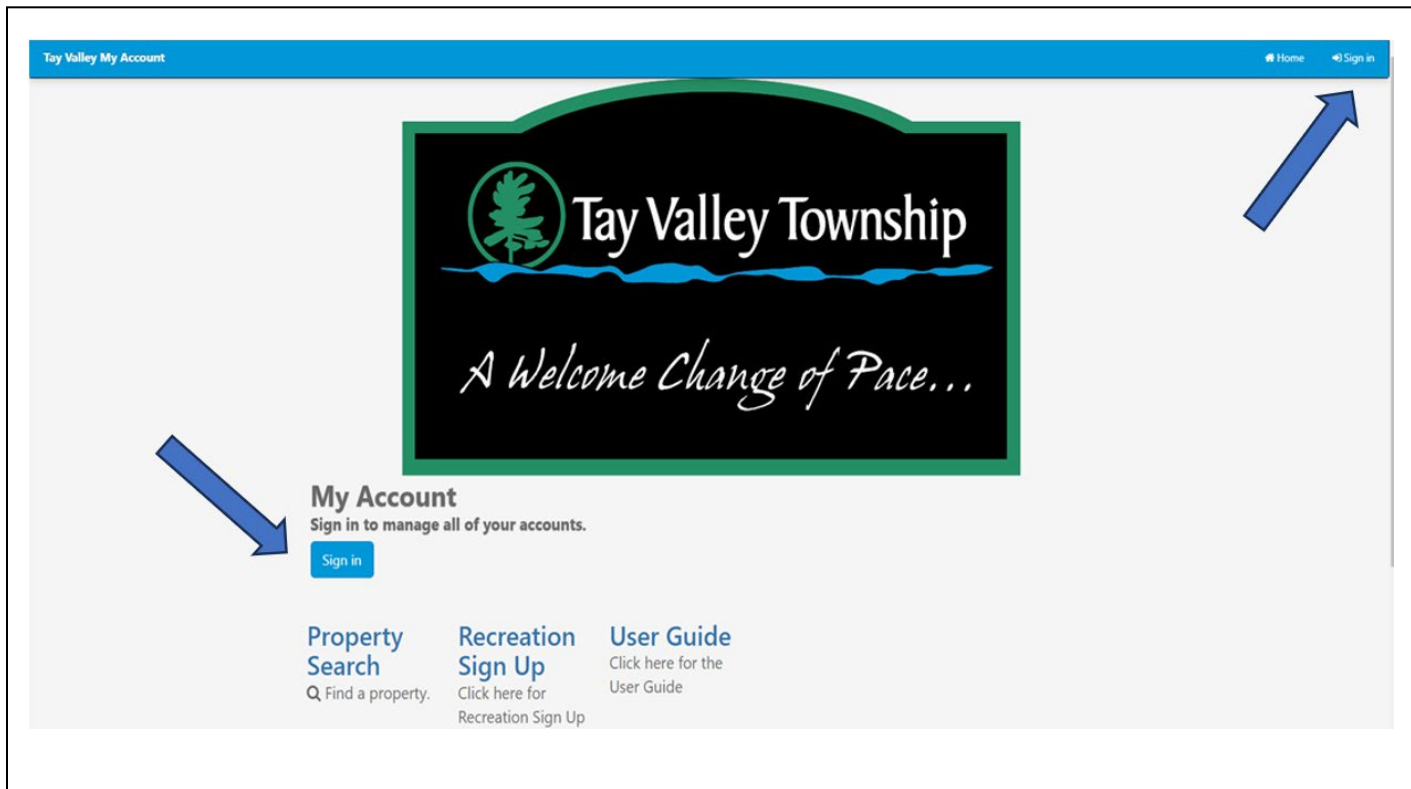 Tay Valley My Account
Home
Sign in
Tay Valley Township
A Welcome Change of Pace...
My Account
Sign in to manage all of your accounts.
Sign in
Property
Search
Find a property.
Recreation
Sign Up
Click here for
Recreation Sign Up
User Guide
Click here for the
User Guide